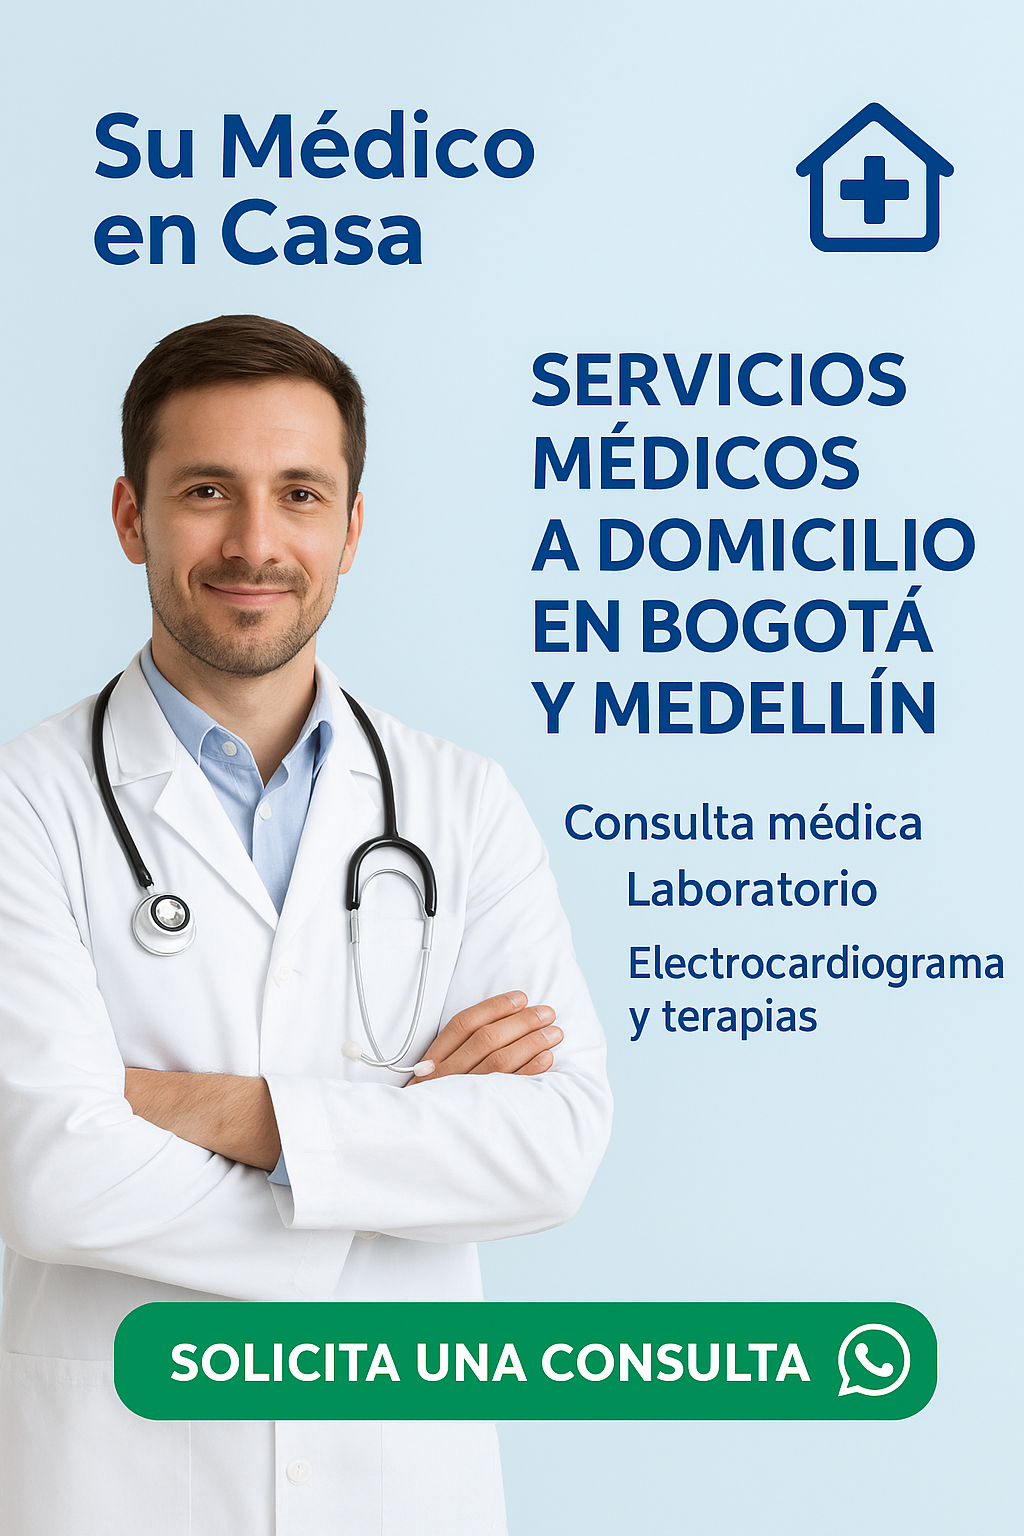 Su Médico
en Casa
SERVICIOS
MÉDICOS
A DOMICILIO
EN BOGOTÁ
Y MEDELLÍN
Consulta médica
Laboratorio
Electrocardiograma
y terapias
SOLICITA UNA CONSULTA